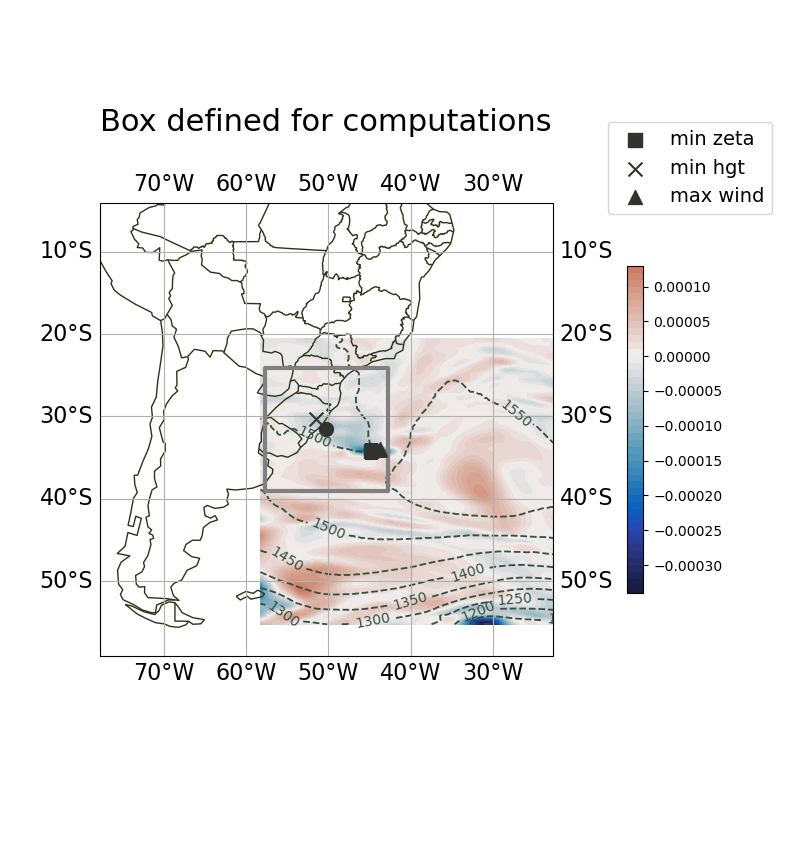 Box defined for computations
min zeta
min hgt
max wind
70°W 60°W 50°W 40°W 30°W
10°S 10°S
20°S 20°S
30°S 30°S
40°S 40°S
50°S 50°S
70°W 60°W 50°W 40°W 30°W
0.00010
0.00005
0.00000
−0.00005
−0.00010
−0.00015
−0.00020
−0.00025
−0.00030
1550
1500
1500
1450
1400
1350
1300
1300
1250
1200